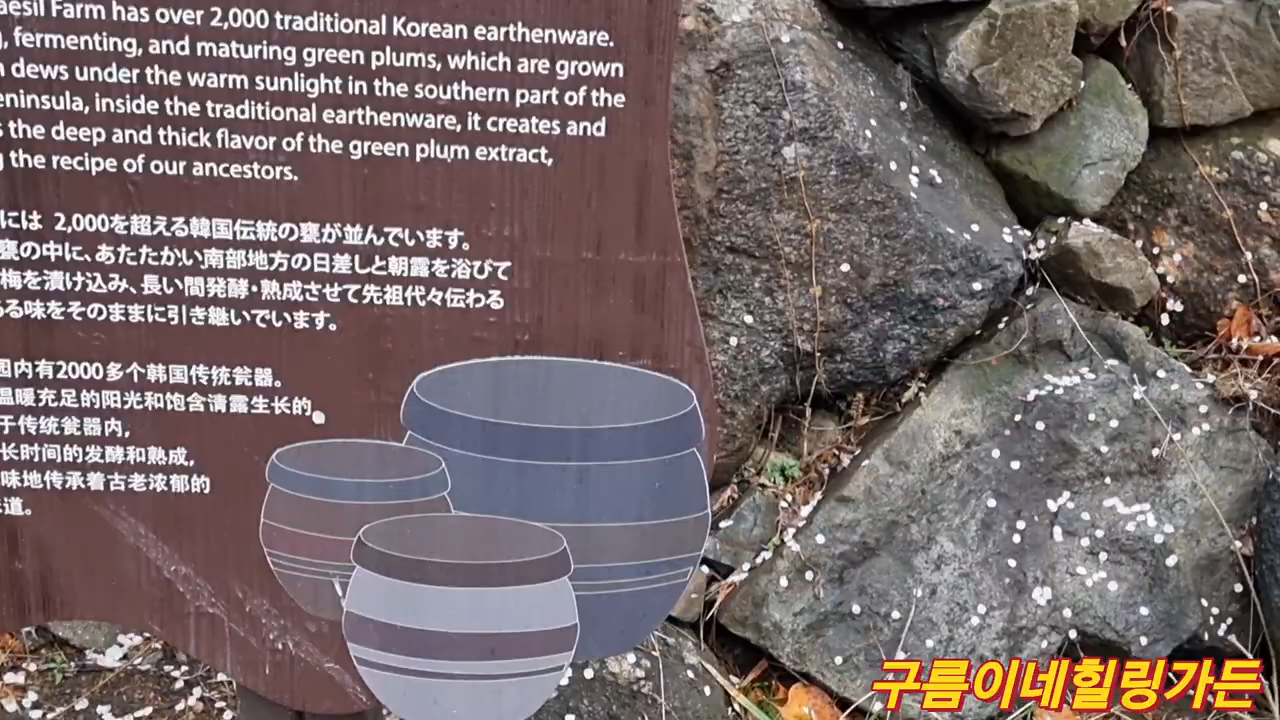 Farm has over 2,000 traditional Korean earthenware.
fermenting, and maturing green plums, which are grown
dews under the warm sunlight in the southern part of the
inside the traditional earthenware, it creates and
the deep and thick flavor of the green plum extract,
the recipe of our ancestors.
には 2,000を超える韓国伝統の甕が並んでいます。
甕の中に、あたたかい南部地方の日差しと朝露を浴びて
梅を漬け込み、長い間発酵・熟成させて先祖代々伝わる
る味をそのままに引き継いでいます。
园内有2000多个韩国传统瓮器。
温暖充足的阳光和饱含清露生长的
于传统瓮器内,
长时间的发酵和熟成,
味地传承着古老浓郁的
道。
구름이네힐링가든